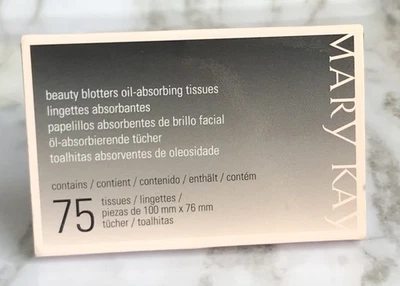 beauty blotters oil-absorbing tissues
lingettes absorbantes
papelillos absorbentes de brillo facial
öl-absorbierende tücher
toalhitas absorventes de oleosidade
contains / contient / contenido / enthält / contém
75
tissues / lingettes /
piezas de 100 mm x 76 mm
tücher / toalhitas
MARY KAY